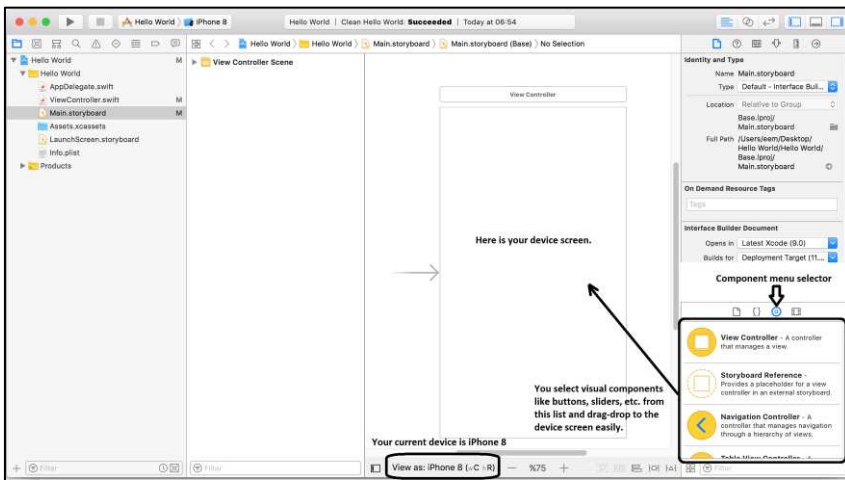 Hello World
iPhone 8
Hello World | Clean Hello World: Succeeded | Today at 06:54
Hello World
Hello World
Main.storyboard
Main.storyboard (Base)
No Selection
Hello World M
Hello World
AppDelegate.swift
ViewController.swift M
Main.storyboard M
Assets.xcassets
LaunchScreen.storyboard
Info.plist
Products
Filter
View Controller Scene
Filter
View Controller
Here is your device screen.
You select visual components
like buttons, sliders, etc. from
this list and drag-drop to the
device screen easily.
Your current device is iPhone 8
View as: iPhone 8 (wC hR)
%75
Identity and Type
Name Main.storyboard
Type Default - Interface Buil...
Location Relative to Group
Base.lproj/
Main.storyboard
Full Path /Users/eem/Desktop/
Hello World/Hello World/
Base.lproj/
Main.storyboard
On Demand Resource Tags
Tags
Interface Builder Document
Opens in Latest Xcode (9.0)
Builds for Deployment Target (11....
Component menu selector
View Controller - A controller
that manages a view.
Storyboard Reference -
Provides a placeholder for a view
controller in an external storyboard.
Navigation Controller - A
controller that manages navigation
through a hierarchy of views.
Table View Controller - A
Filter